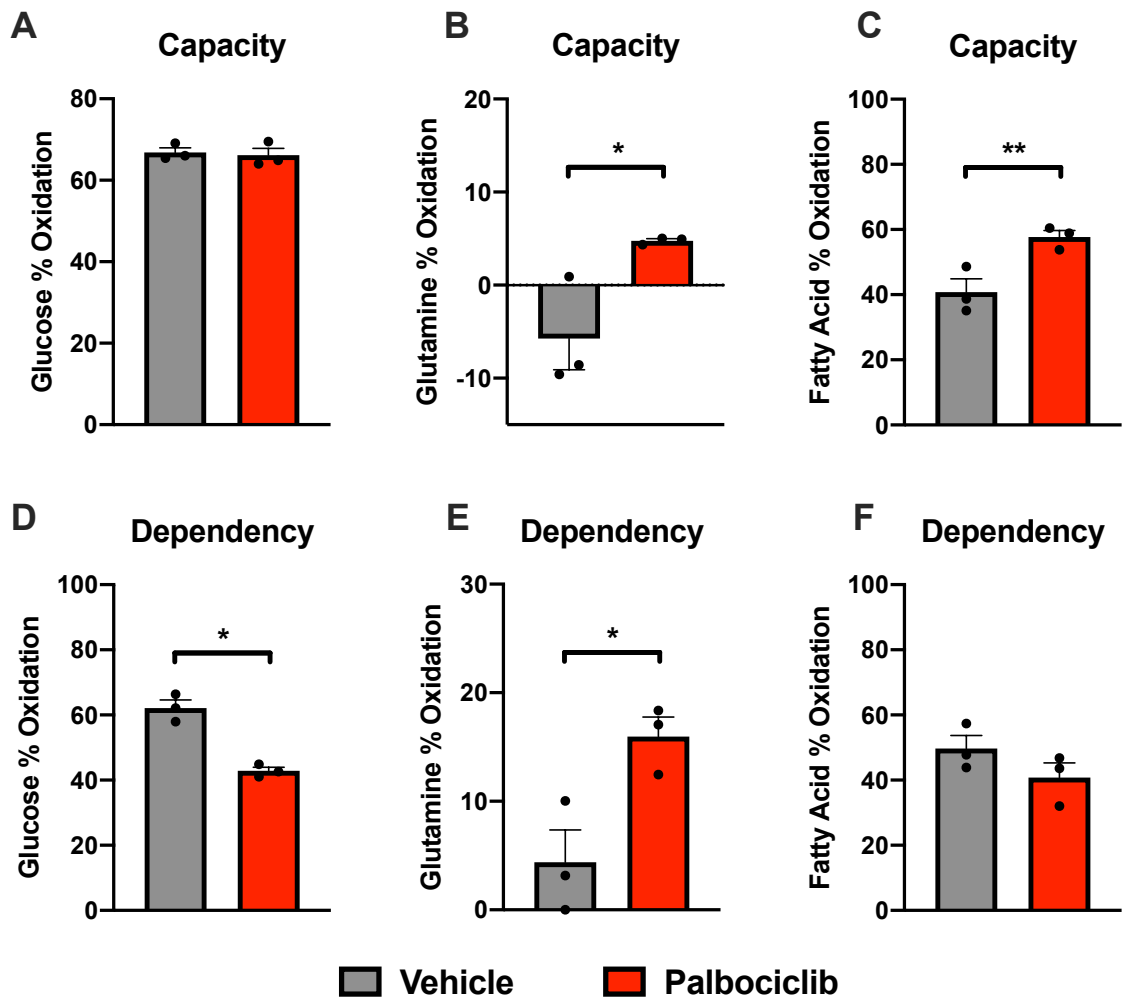 A
Capacity
Glucose % Oxidation
80
60
40
20
0
B
Capacity
Glutamine % Oxidation
20
10
0
-10
*
C
Capacity
Fatty Acid % Oxidation
100
80
60
40
20
0
**
D
Dependency
Glucose % Oxidation
100
80
60
40
20
0
*
E
Dependency
Glutamine % Oxidation
30
20
10
0
*
F
Dependency
Fatty Acid % Oxidation
100
80
60
40
20
0
Vehicle
Palbociclib